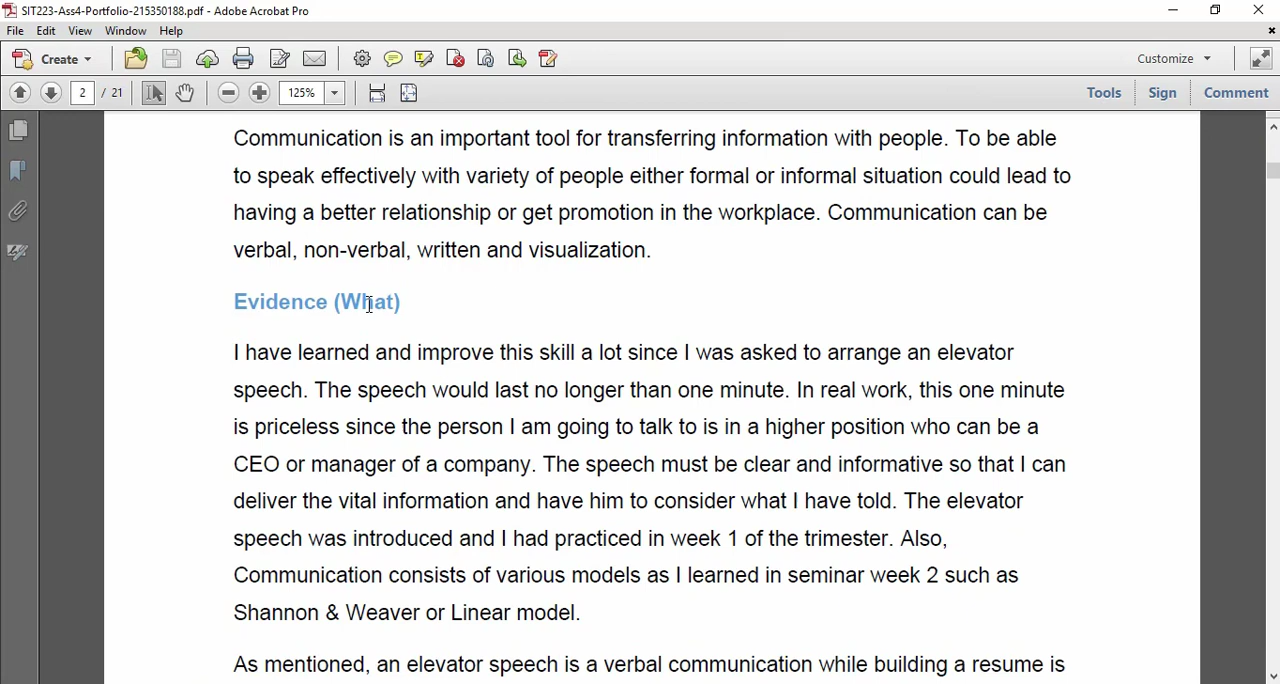 SIT223-Ass4-Portfolio-215350188.pdf - Adobe Acrobat Pro
File Edit View Window Help
Create Customize
2 / 21 125% Tools Sign Comment
Communication is an important tool for transferring information with people. To be able
to speak effectively with variety of people either formal or informal situation could lead to
having a better relationship or get promotion in the workplace. Communication can be
verbal, non-verbal, written and visualization.
Evidence (What)
I have learned and improve this skill a lot since I was asked to arrange an elevator
speech. The speech would last no longer than one minute. In real work, this one minute
is priceless since the person I am going to talk to is in a higher position who can be a
CEO or manager of a company. The speech must be clear and informative so that I can
deliver the vital information and have him to consider what I have told. The elevator
speech was introduced and I had practiced in week 1 of the trimester. Also,
Communication consists of various models as I learned in seminar week 2 such as
Shannon & Weaver or Linear model.
As mentioned, an elevator speech is a verbal communication while building a resume is